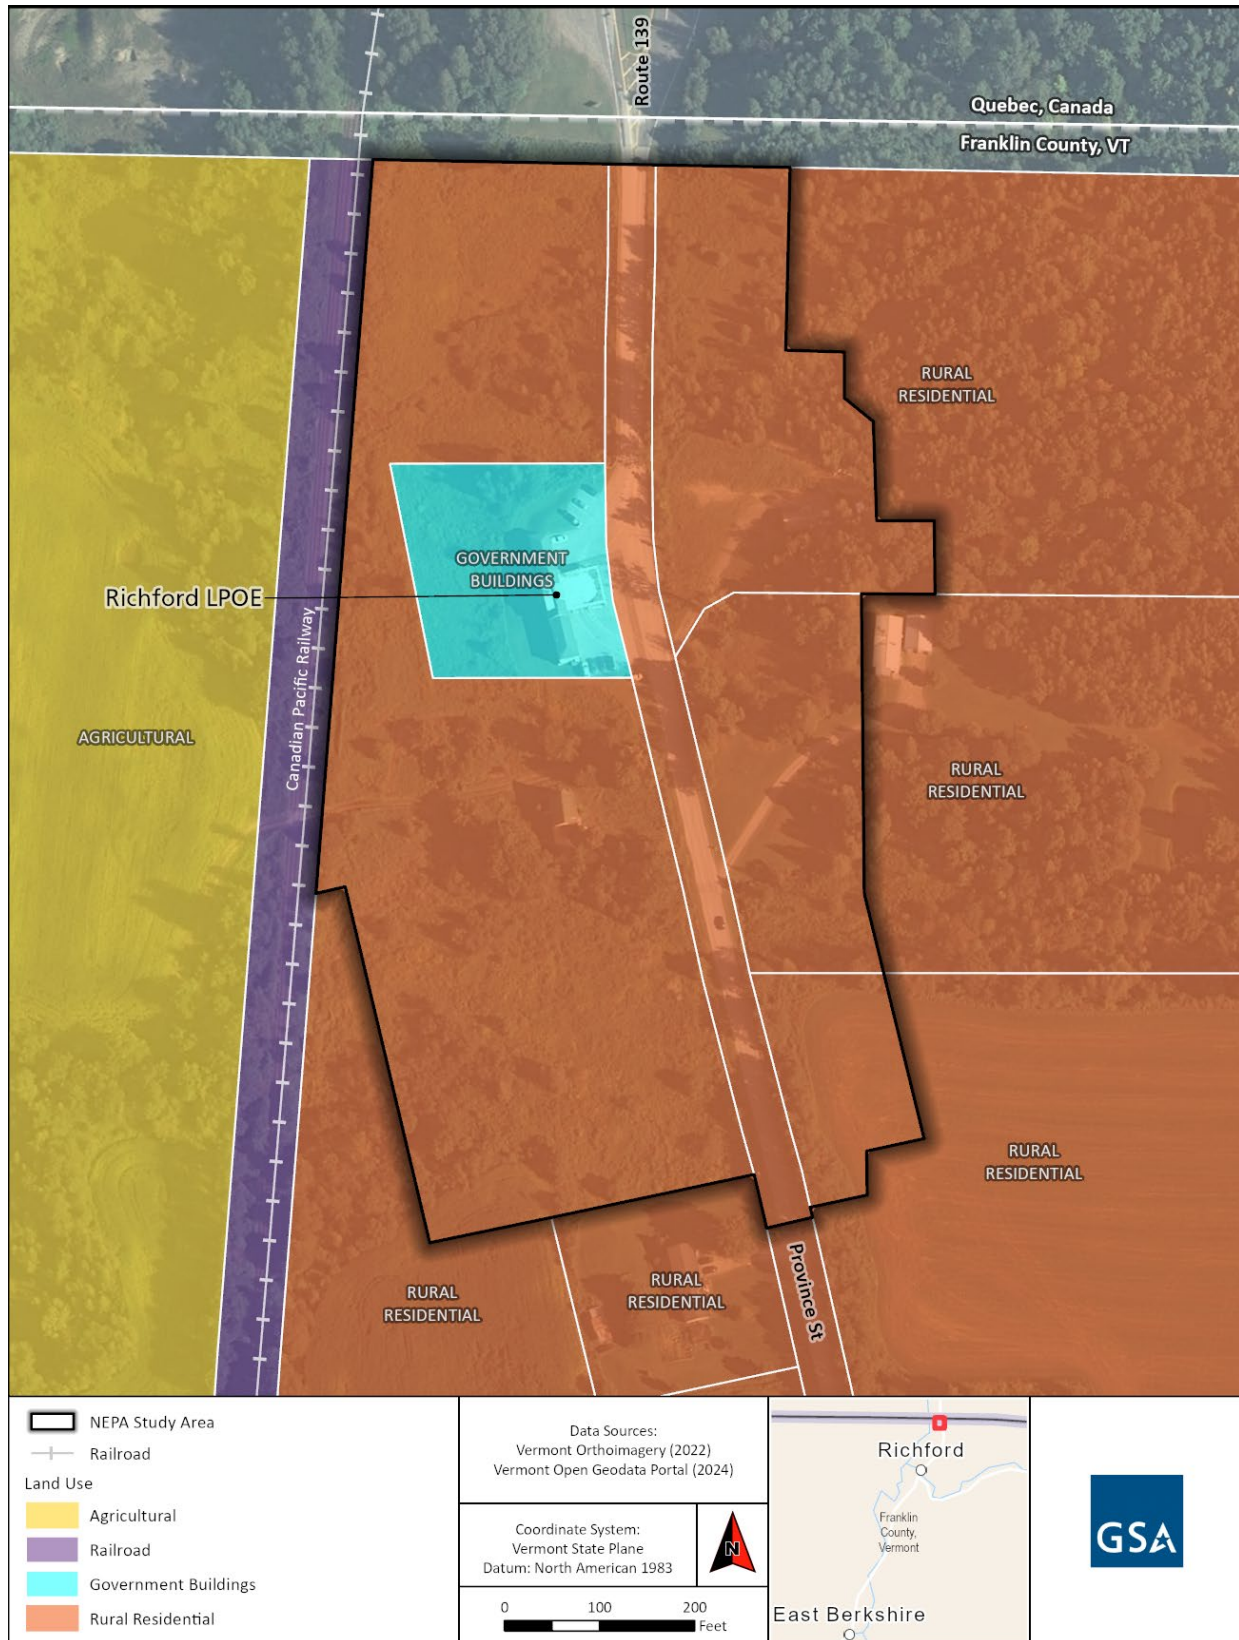 Route 139
Quebec, Canada
Franklin County, VT
RURAL
RESIDENTIAL
GOVERNMENT
BUILDINGS
Richford LPOE
Canadian Pacific Railway
AGRICULTURAL
RURAL
RESIDENTIAL
RURAL
RESIDENTIAL
RURAL
RESIDENTIAL
RURAL
RESIDENTIAL
Province St
NEPA Study Area
Railroad
Land Use
Agricultural
Railroad
Government Buildings
Rural Residential
Data Sources:
Vermont Orthoimagery (2022)
Vermont Open Geodata Portal (2024)
Coordinate System:
Vermont State Plane
Datum: North American 1983
N
0 100 200
Feet
Richford
Franklin
County,
Vermont
East Berkshire
GSA